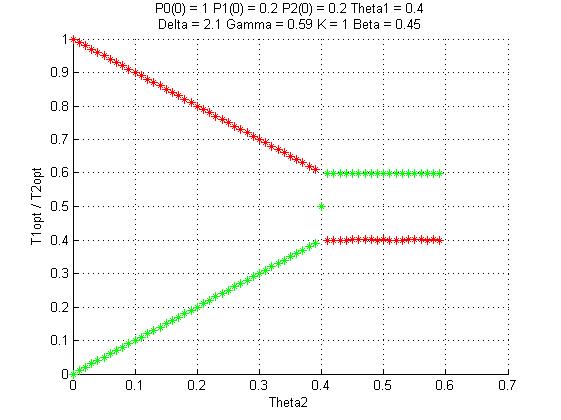 P0(0) = 1 P1(0) = 0.2 P2(0) = 0.2 Theta1 = 0.4
Delta = 2.1 Gamma = 0.59 K = 1 Beta = 0.45
1
0.9
0.8
0.7
0.6
0.5
0.4
0.3
0.2
0.1
0
T1opt / T2opt
0 0.1 0.2 0.3 0.4 0.5 0.6 0.7
Theta2